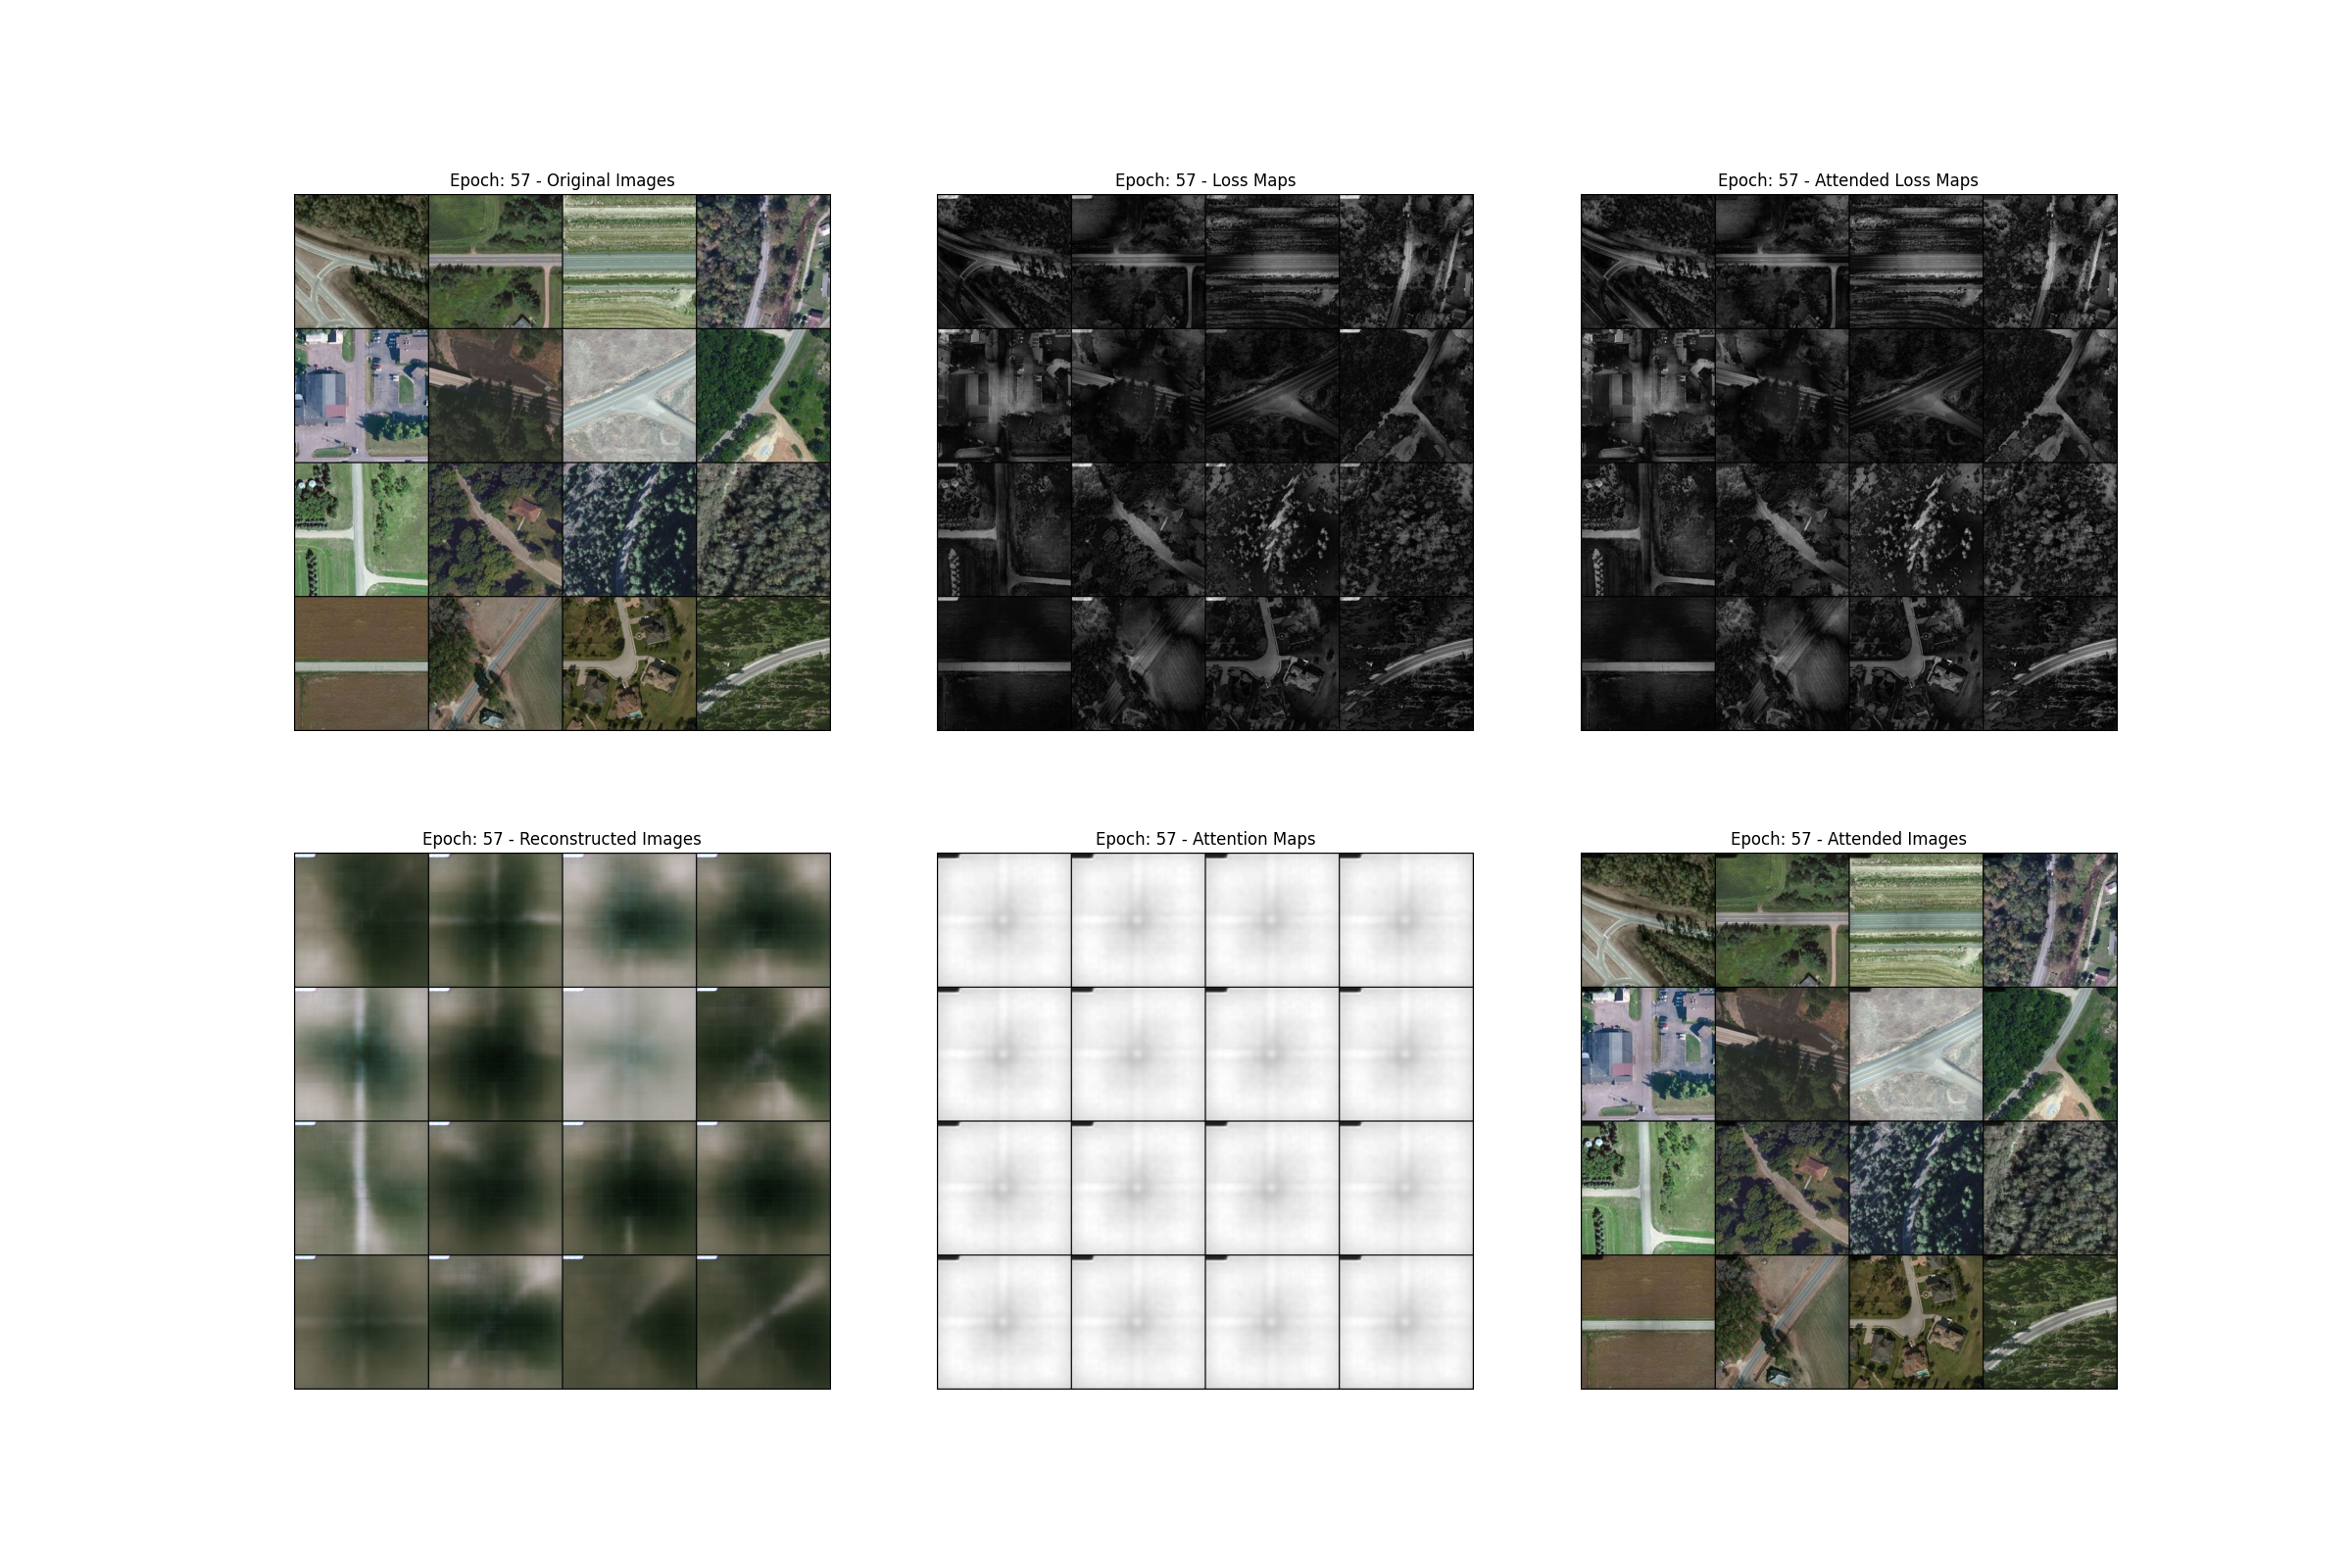 Epoch: 57 - Original Images
Epoch: 57 - Loss Maps
Epoch: 57 - Attended Loss Maps
Epoch: 57 - Reconstructed Images
Epoch: 57 - Attention Maps
Epoch: 57 - Attended Images